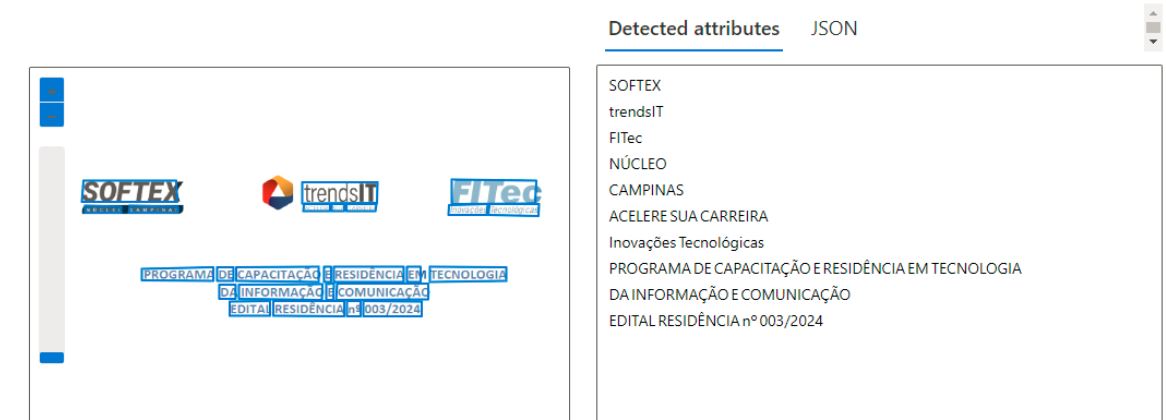 Detected attributes JSON
SOFTEX
NÚCLEO CAMPINAS
trendsIT
ACELERE SUA CARREIRA
FITec
Inovações Tecnológicas
PROGRAMA DE CAPACITAÇÃO E RESIDÊNCIA EM TECNOLOGIA
DA INFORMAÇÃO E COMUNICAÇÃO
EDITAL RESIDÊNCIA nº 003/2024
SOFTEX
trendsIT
FITec
NÚCLEO
CAMPINAS
ACELERE SUA CARREIRA
Inovações Tecnológicas
PROGRAMA DE CAPACITAÇÃO E RESIDÊNCIA EM TECNOLOGIA
DA INFORMAÇÃO E COMUNICAÇÃO
EDITAL RESIDÊNCIA nº 003/2024